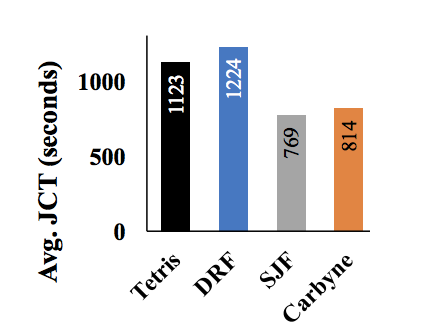 Avg. JCT (seconds)
1000
500
0
1123
1224
769
814
Tetris
DRF
SJF
Carbyne